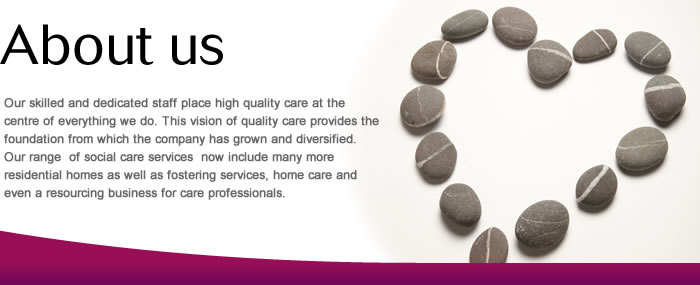 About us
Our skilled and dedicated staff place high quality care at the
centre of everything we do. This vision of quality care provides the
foundation from which the company has grown and diversified.
Our range  of social care services  now include many more
residential homes as well as fostering services, home care and
even a resourcing business for care professionals.